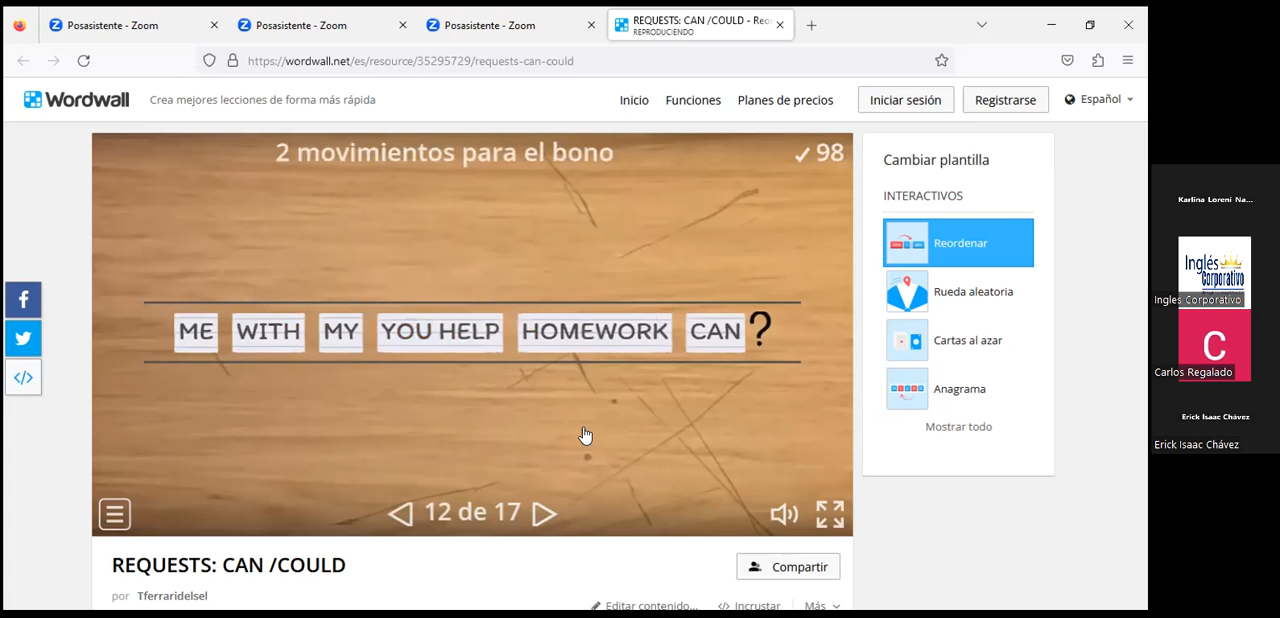 Posasistente - Zoom
Posasistente - Zoom
Posasistente - Zoom
REQUESTS: CAN /COULD - Reo
REPRODUCIENDO
https://wordwall.net/es/resource/35295729/requests-can-could
Wordwall
Crea mejores lecciones de forma más rápida
Inicio
Funciones
Planes de precios
Iniciar sesión
Registrarse
Español
2 movimientos para el bono
98
ME WITH MY YOU HELP HOMEWORK CAN ?
12 de 17
Cambiar plantilla
INTERACTIVOS
Reordenar
Rueda aleatoria
Cartas al azar
Anagrama
Mostrar todo
REQUESTS: CAN /COULD
Compartir
por Tferraridelsel
Editar contenido...
Incrustar
Más
Karlina Loreni Na...
Inglés
Corporativo
Ingles Corporativo
C
Carlos Regalado
Erick Isaac Chávez
Erick Isaac Chávez